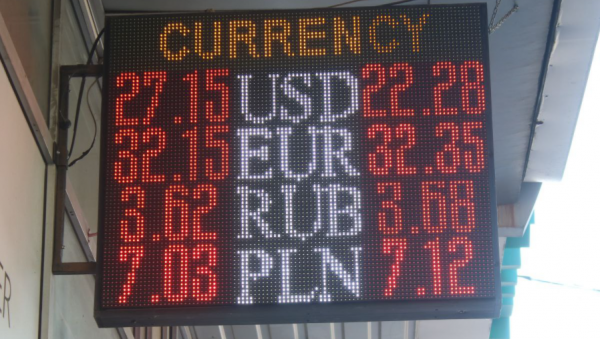 CURRENCY
27.15 USD 22.28
32.15 EUR 32.35
3.62 RUB 3.68
7.03 PLN 7.12